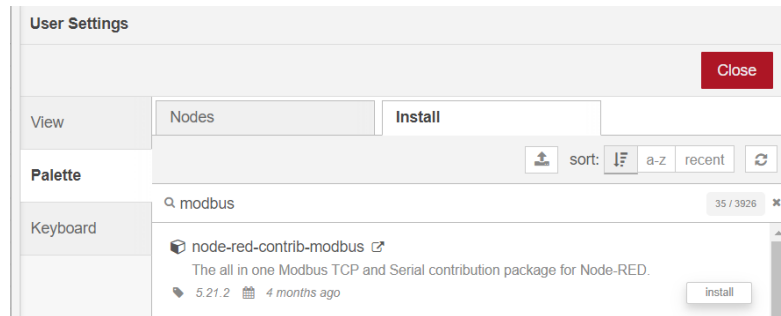 User Settings
Close
View
Nodes
Install
sort: a-z recent
Palette
modbus
35 / 3926
Keyboard
node-red-contrib-modbus
The all in one Modbus TCP and Serial contribution package for Node-RED.
5.21.2 4 months ago
install